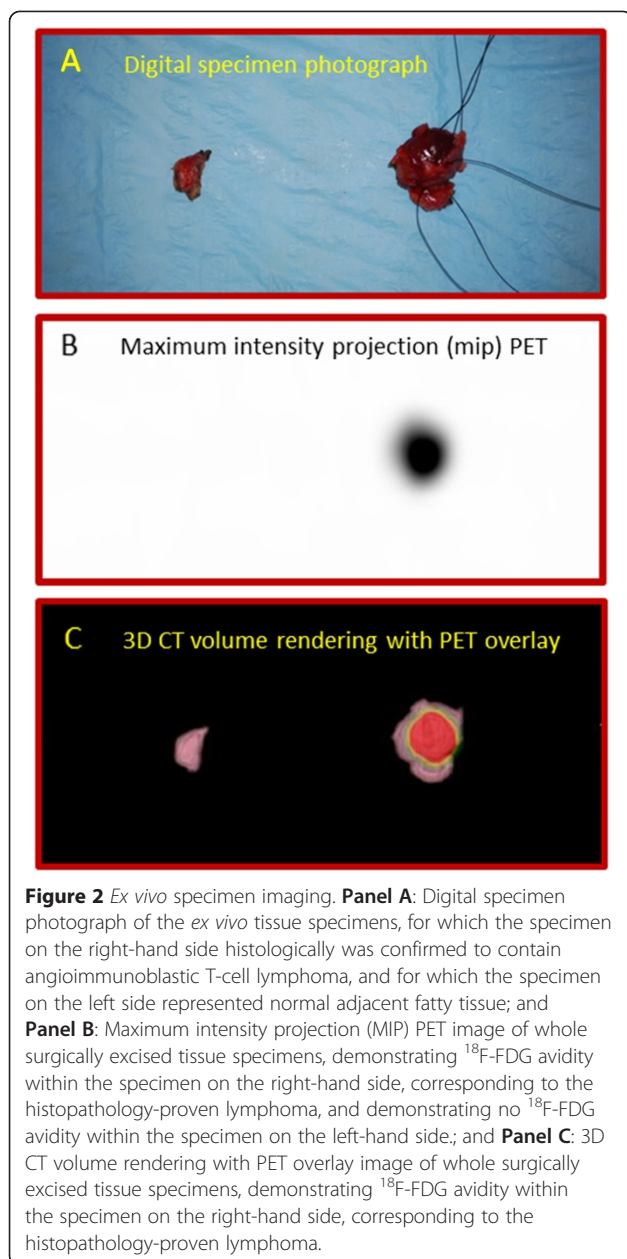 A Digital specimen photograph
B Maximum intensity projection (mip) PET
C 3D CT volume rendering with PET overlay
Figure 2 Ex vivo specimen imaging. Panel A: Digital specimen
photograph of the ex vivo tissue specimens, for which the specimen
on the right-hand side histologically was confirmed to contain
angioimmunoblastic T-cell lymphoma, and for which the specimen
on the left side represented normal adjacent fatty tissue; and
Panel B: Maximum intensity projection (MIP) PET image of whole
surgically excised tissue specimens, demonstrating ¹⁸F-FDG avidity
within the specimen on the right-hand side, corresponding to the
histopathology-proven lymphoma, and demonstrating no ¹⁸F-FDG
avidity within the specimen on the left-hand side.; and Panel C: 3D
CT volume rendering with PET overlay image of whole surgically
excised tissue specimens, demonstrating ¹⁸F-FDG avidity within
the specimen on the right-hand side, corresponding to the
histopathology-proven lymphoma.